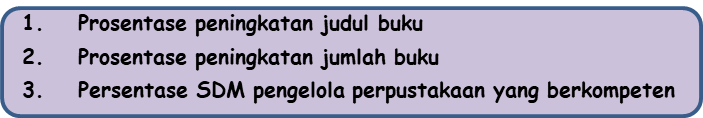 1. Prosentase peningkatan judul buku
2. Prosentase peningkatan jumlah buku
3. Persentase SDM pengelola perpustakaan yang berkompeten